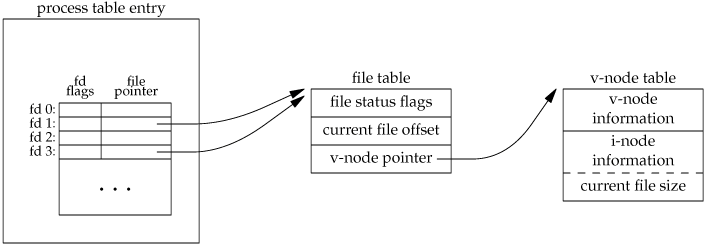 process table entry
fd
flags
file
pointer
fd 0:
fd 1:
fd 2:
fd 3:
• • •
file table
file status flags
current file offset
v-node pointer
v-node table
v-node
information
i-node
information
current file size